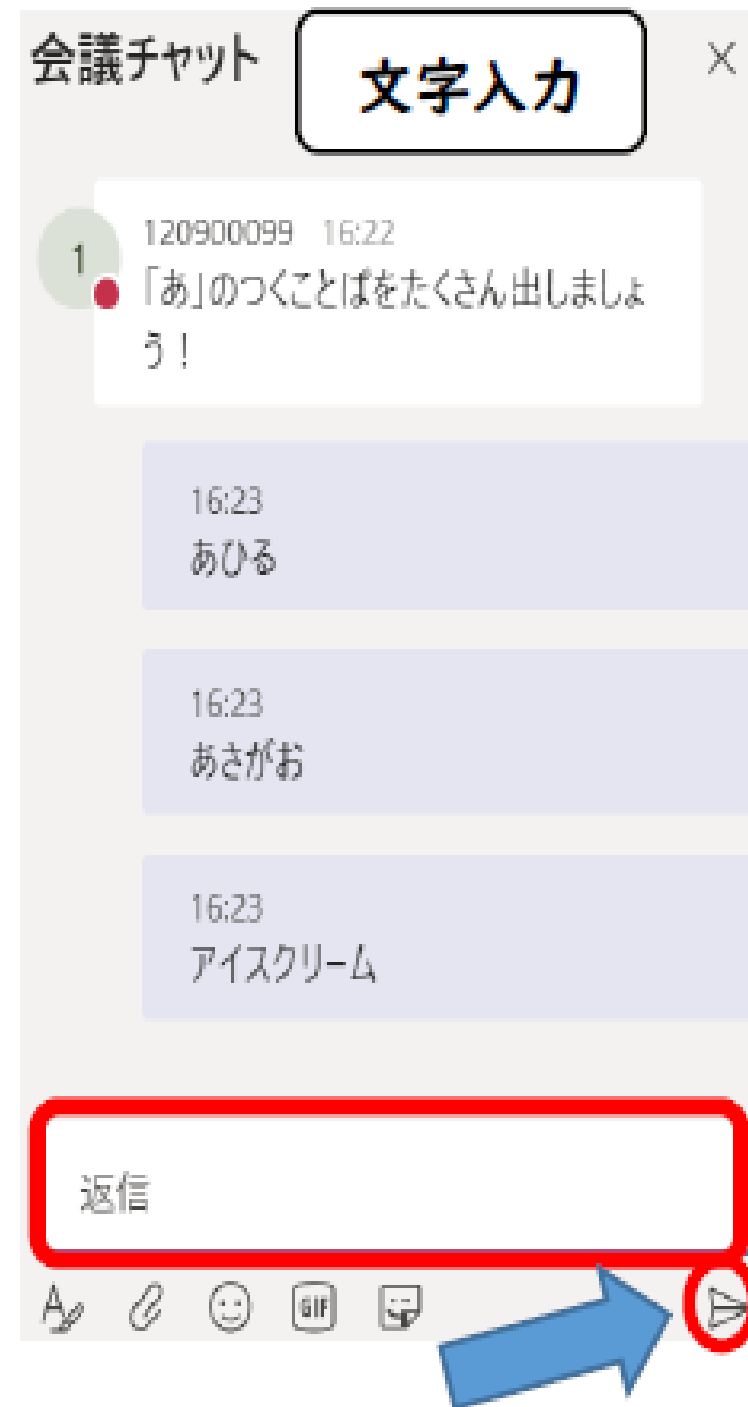 会議チャット
文字入力
120900099 16:22
「あ」のつくことばをたくさん出しましょ
う！
16:23
あひる
16:23
あさがお
16:23
アイスクリーム
返信
GIF